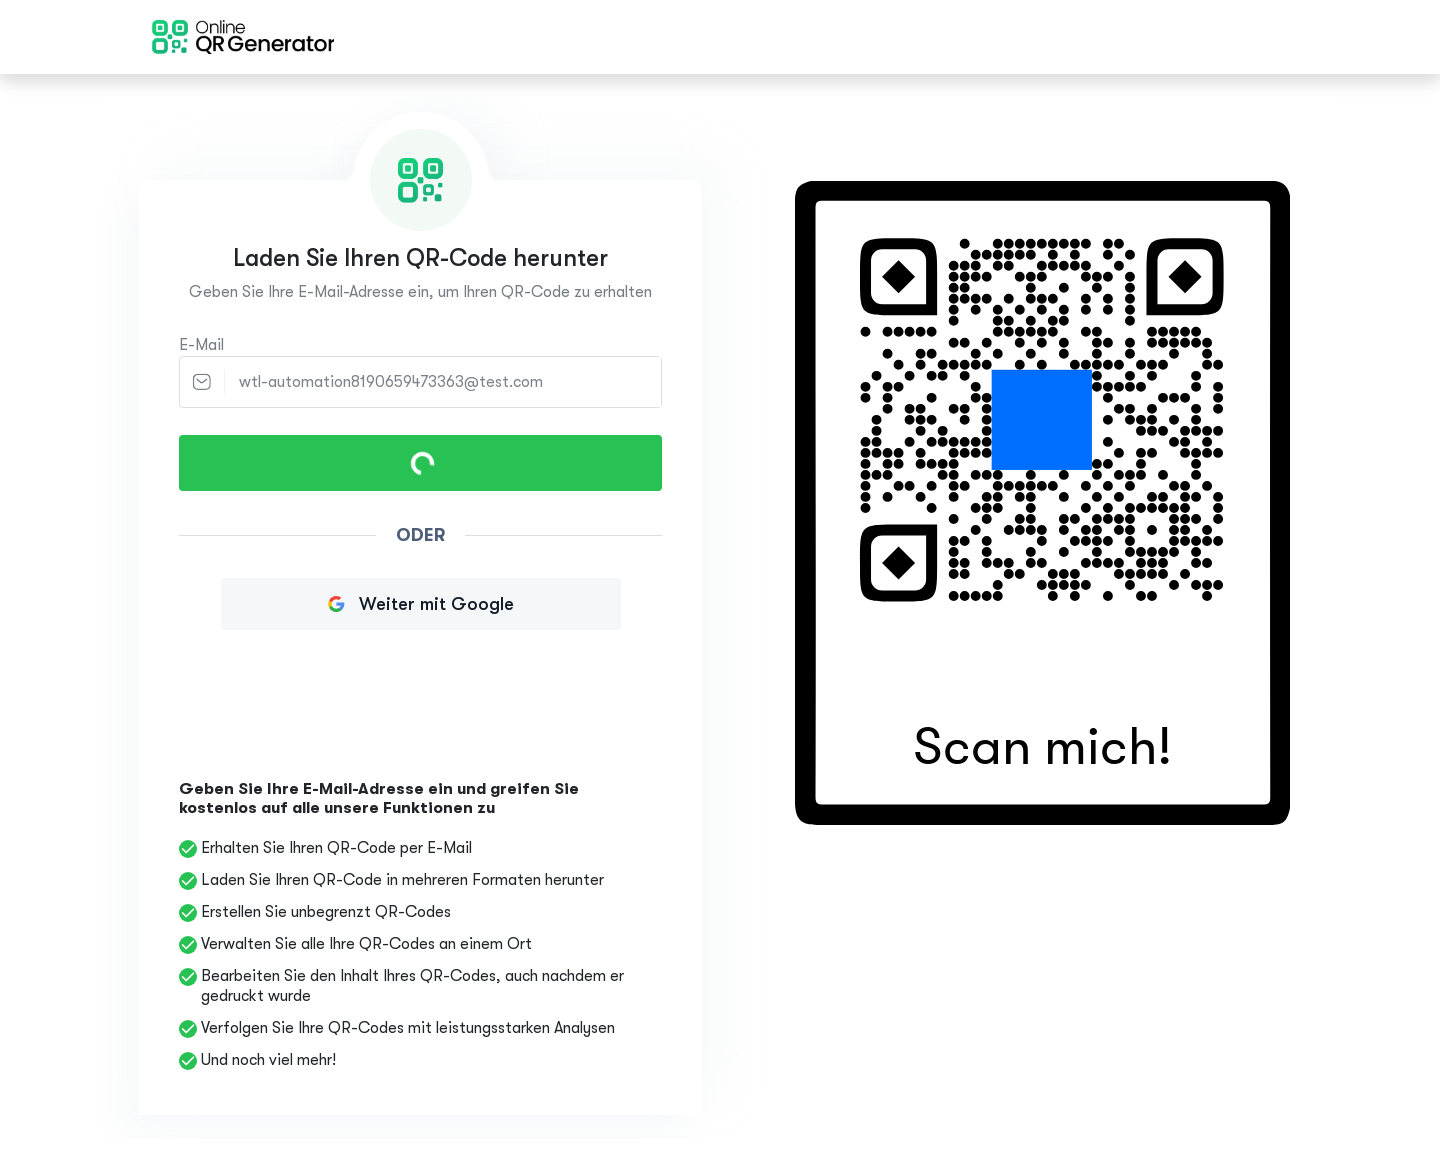 Online
QR Generator
Laden Sie Ihren QR-Code herunter
Geben Sie Ihre E-Mail-Adresse ein, um Ihren QR-Code zu erhalten
E-Mail
wtl-automation8190659473363@test.com
ODER
Weiter mit Google
Geben Sie Ihre E-Mail-Adresse ein und greifen Sie
kostenlos auf alle unsere Funktionen zu
Erhalten Sie Ihren QR-Code per E-Mail
Laden Sie Ihren QR-Code in mehreren Formaten herunter
Erstellen Sie unbegrenzt QR-Codes
Verwalten Sie alle Ihre QR-Codes an einem Ort
Bearbeiten Sie den Inhalt Ihres QR-Codes, auch nachdem er
gedruckt wurde
Verfolgen Sie Ihre QR-Codes mit leistungsstarken Analysen
Und noch viel mehr!
Scan mich!